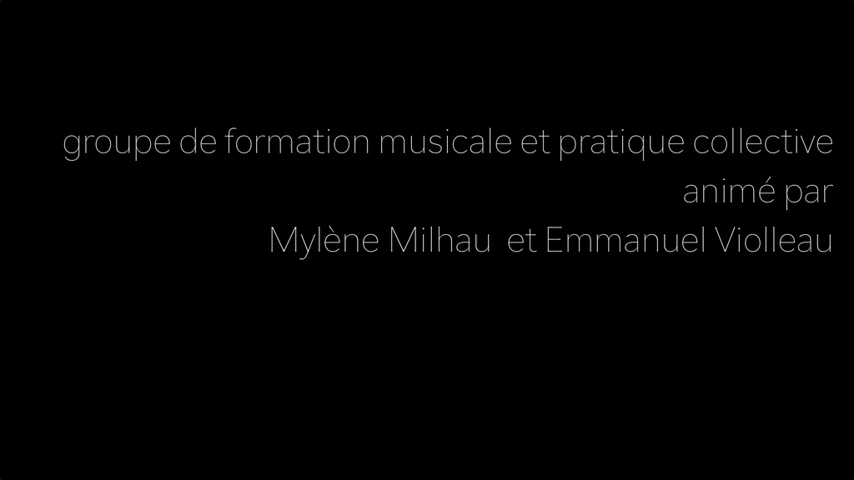 groupe de formation musicale et pratique collective
animé par
Mylène Milhau et Emmanuel Violleau